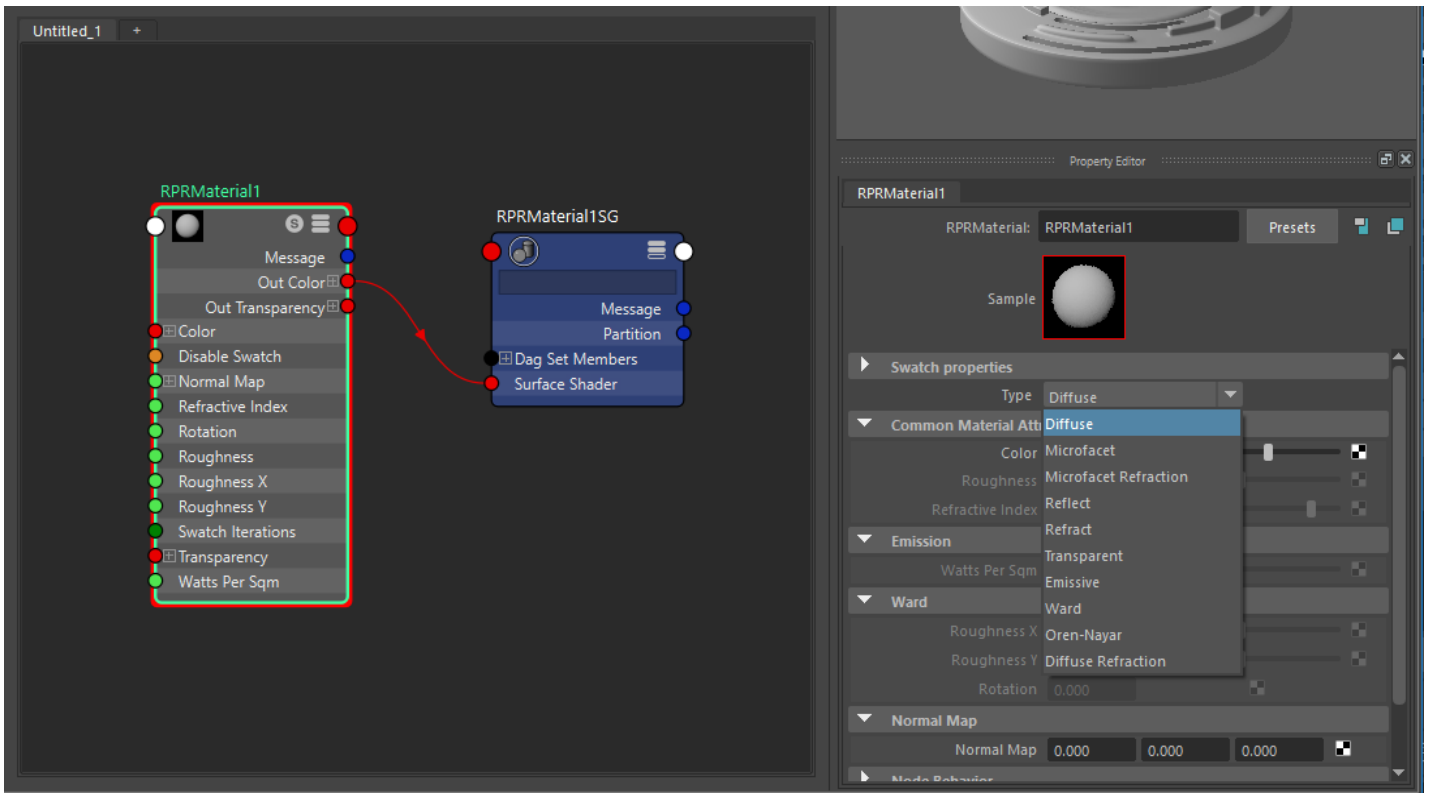 Untitled_1 +
RPRMaterial1
S
Message
Out Color
Out Transparency
Color
Disable Swatch
Normal Map
Refractive Index
Rotation
Roughness
Roughness X
Roughness Y
Swatch Iterations
Transparency
Watts Per Sqm
RPRMaterial1SG
Message
Partition
Dag Set Members
Surface Shader
Property Editor
RPRMaterial1
RPRMaterial: RPRMaterial1 Presets
Sample
Swatch properties
Type Diffuse
Common Material Att
Color
Roughness
Refractive Index
Emission
Watts Per Sqm
Ward
Roughness X
Roughness Y
Rotation 0.000
Diffuse
Microfacet
Microfacet Refraction
Reflect
Refract
Transparent
Emissive
Ward
Oren-Nayar
Diffuse Refraction
Normal Map
Normal Map 0.000 0.000 0.000
Node Behavior